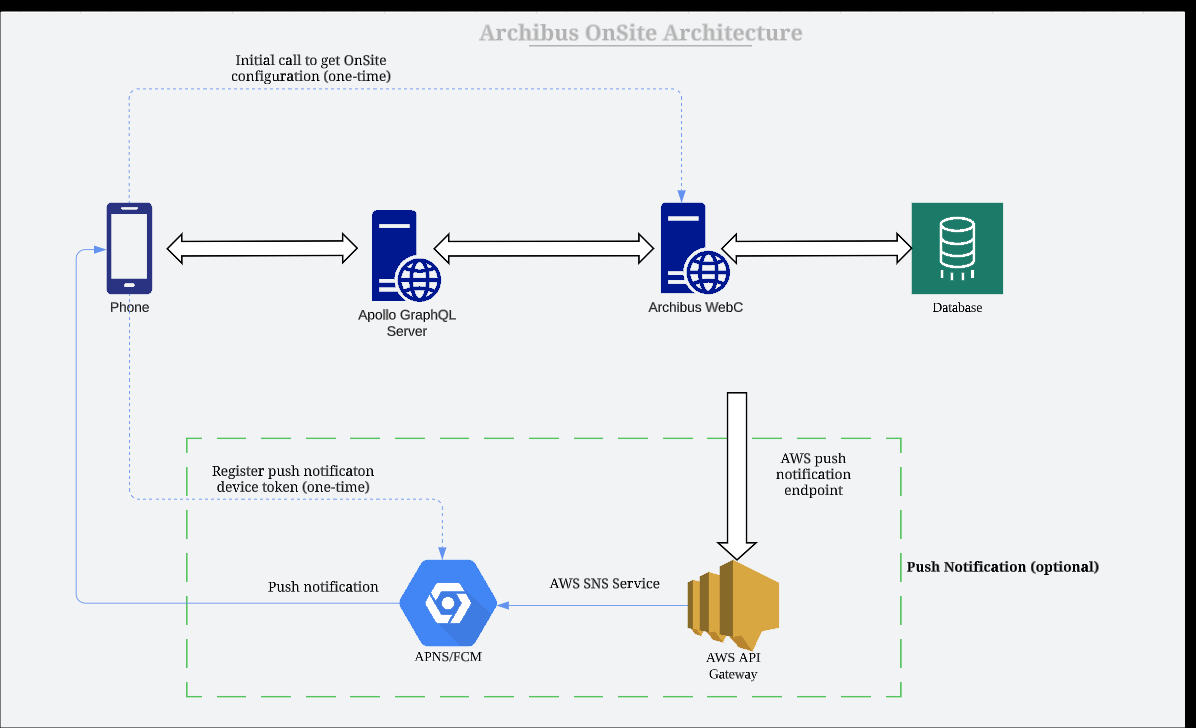 Archibus OnSite Architecture
Initial call to get OnSite
configuration (one-time)
Phone
Apollo GraphQL
Server
Archibus WebC
Database
AWS push
notification
endpoint
Register push notificaton
device token (one-time)
Push Notification (optional)
Push notification
AWS SNS Service
APNS/FCM
AWS API
Gateway